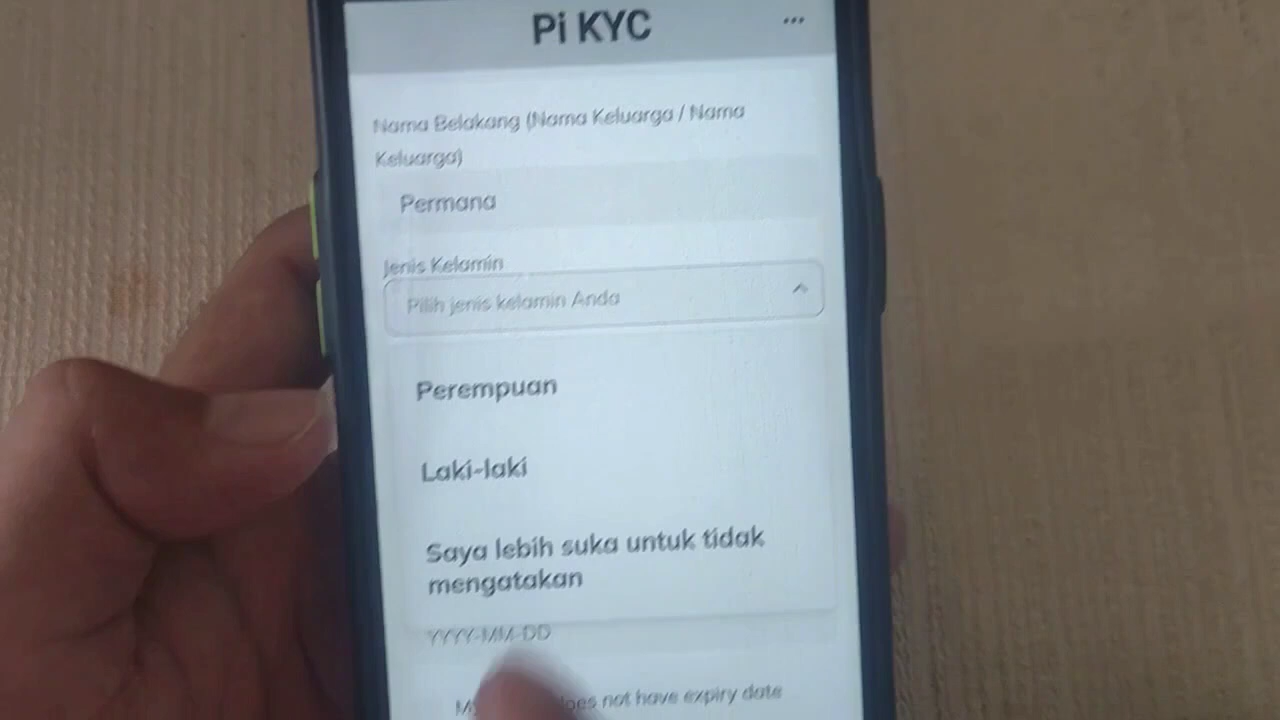 Pi KYC
Nama Belakang (Nama Keluarga / Nama
Keluarga)
Permana
Jenis Kelamin
Pilih jenis kelamin Anda
Perempuan
Laki-laki
Saya lebih suka untuk tidak
mengatakan
YYYY-MM-DD
does not have expiry date